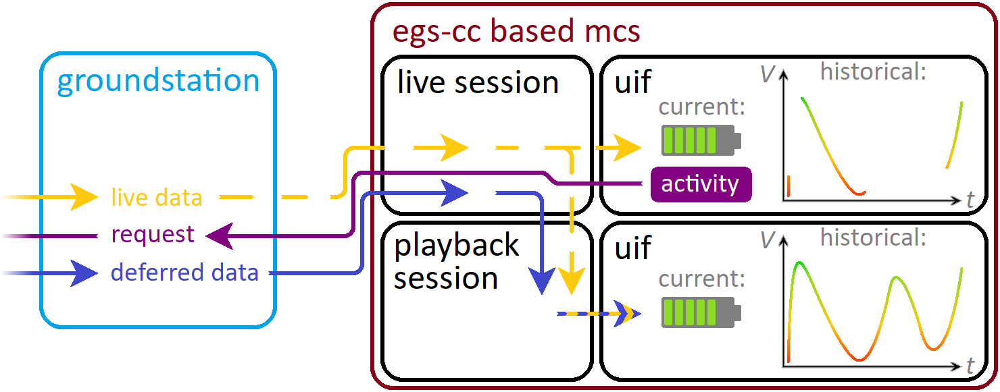 egs-cc based mcs
groundstation
live data
request
deferred data
live session
uif
current:
activity
V
historical:
t
playback
session
uif
current:
V
historical:
t